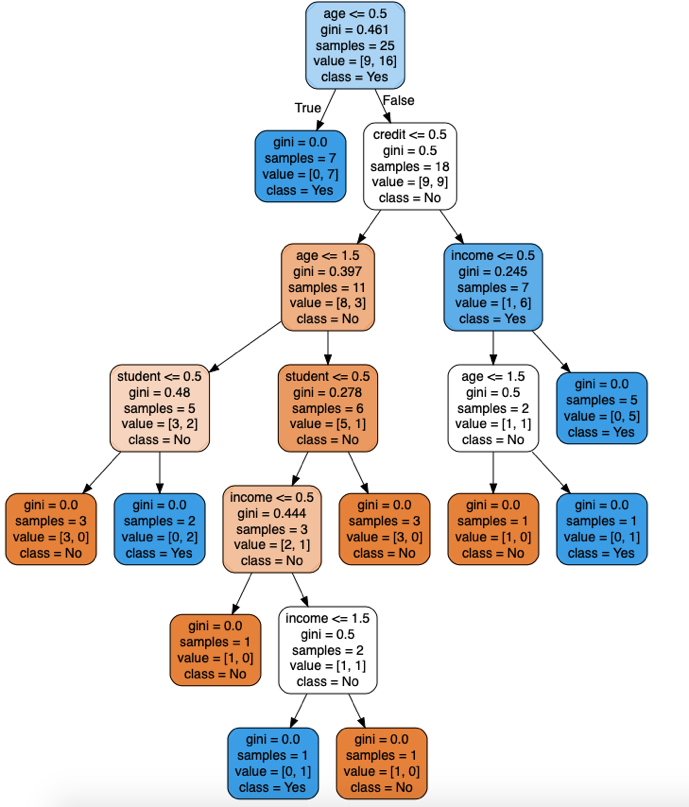 age <= 0.5
gini = 0.461
samples = 25
value = [9, 16]
class = Yes
True
False
gini = 0.0
samples = 7
value = [0, 7]
class = Yes
credit <= 0.5
gini = 0.5
samples = 18
value = [9, 9]
class = No
age <= 1.5
gini = 0.397
samples = 11
value = [8, 3]
class = No
income <= 0.5
gini = 0.245
samples = 7
value = [1, 6]
class = Yes
student <= 0.5
gini = 0.48
samples = 5
value = [3, 2]
class = No
student <= 0.5
gini = 0.278
samples = 6
value = [5, 1]
class = No
age <= 1.5
gini = 0.5
samples = 2
value = [1, 1]
class = No
gini = 0.0
samples = 5
value = [0, 5]
class = Yes
gini = 0.0
samples = 3
value = [3, 0]
class = No
gini = 0.0
samples = 2
value = [0, 2]
class = Yes
income <= 0.5
gini = 0.444
samples = 3
value = [2, 1]
class = No
gini = 0.0
samples = 3
value = [3, 0]
class = No
gini = 0.0
samples = 1
value = [1, 0]
class = No
gini = 0.0
samples = 1
value = [0, 1]
class = Yes
gini = 0.0
samples = 1
value = [1, 0]
class = No
income <= 1.5
gini = 0.5
samples = 2
value = [1, 1]
class = No
gini = 0.0
samples = 1
value = [0, 1]
class = Yes
gini = 0.0
samples = 1
value = [1, 0]
class = No